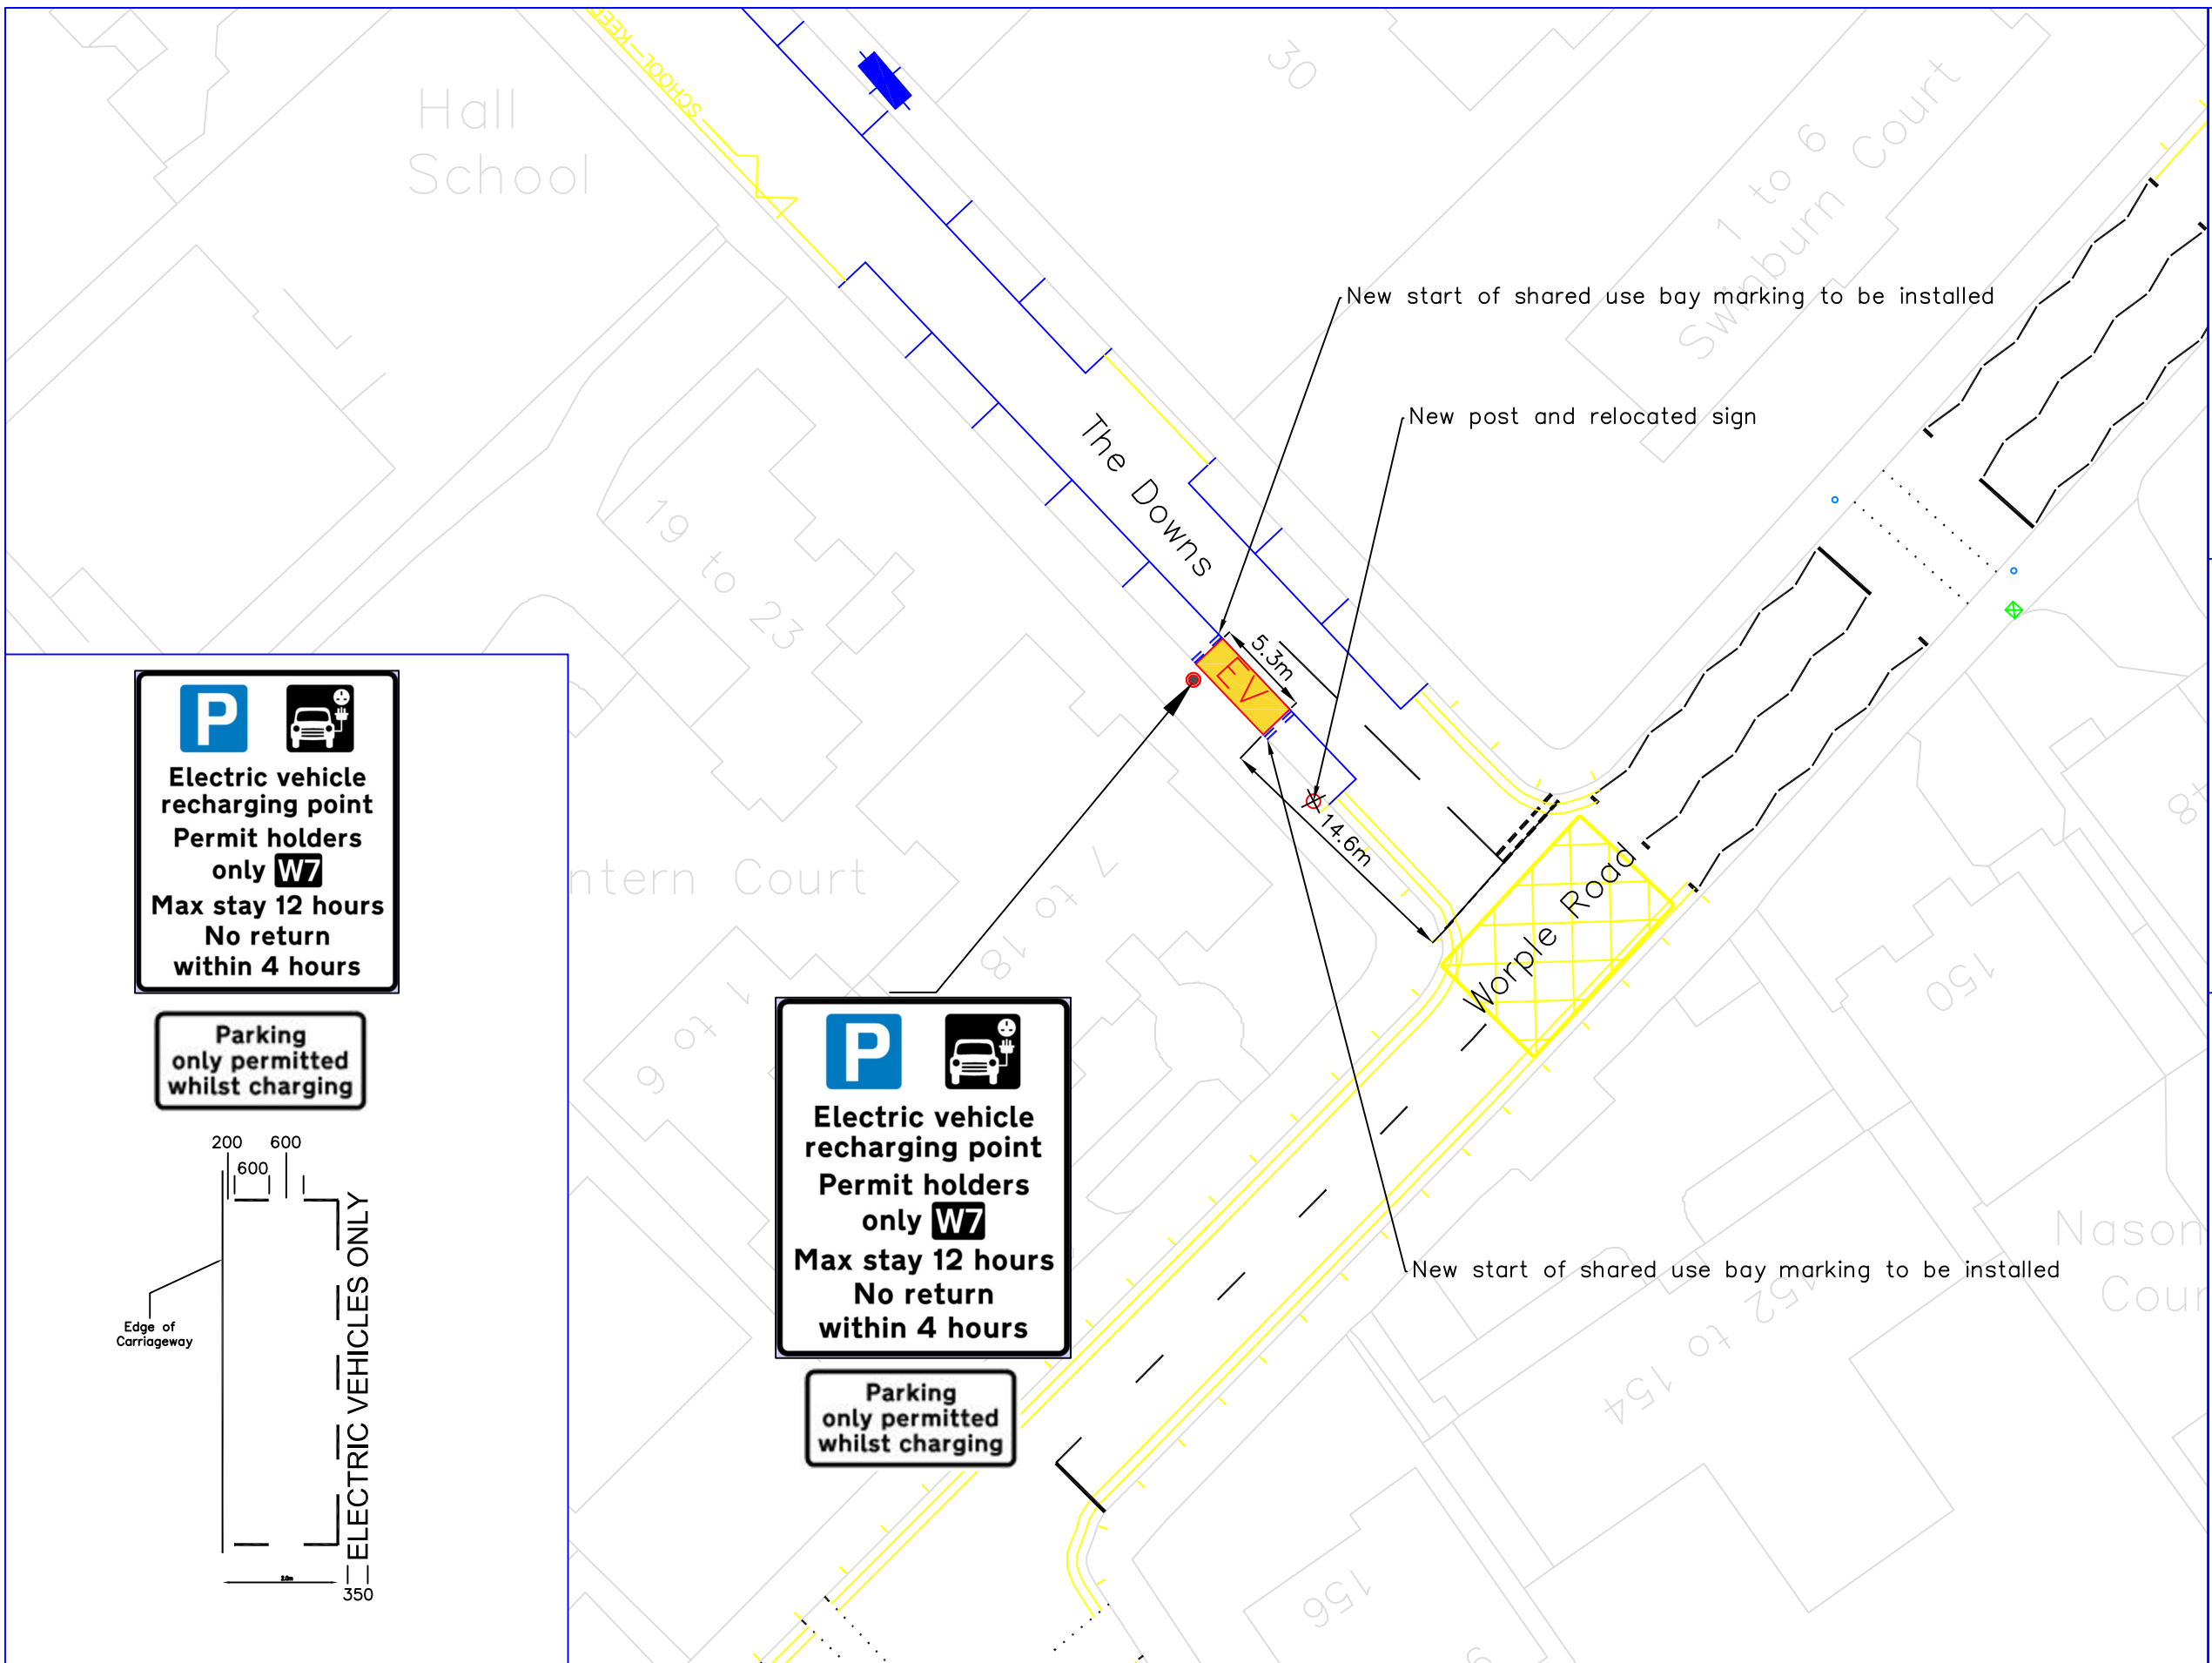 SCHOOL-KEEP
Hall
School
30
1 to 6
Swinburn Court
New start of shared use bay marking to be installed
New post and relocated sign
The Downs
19 to 23
5.3m
EV
14.6m
ntern Court
7 to 18
1 to 6
Worple Road
48
150
Nason
Cour
152 to 154
156
New start of shared use bay marking to be installed
P
Electric vehicle
recharging point
Permit holders
only W7
Max stay 12 hours
No return
within 4 hours
Parking
only permitted
whilst charging
200 600
600
Edge of
Carriageway
ELECTRIC VEHICLES ONLY
350
P
Electric vehicle
recharging point
Permit holders
only W7
Max stay 12 hours
No return
within 4 hours
Parking
only permitted
whilst charging